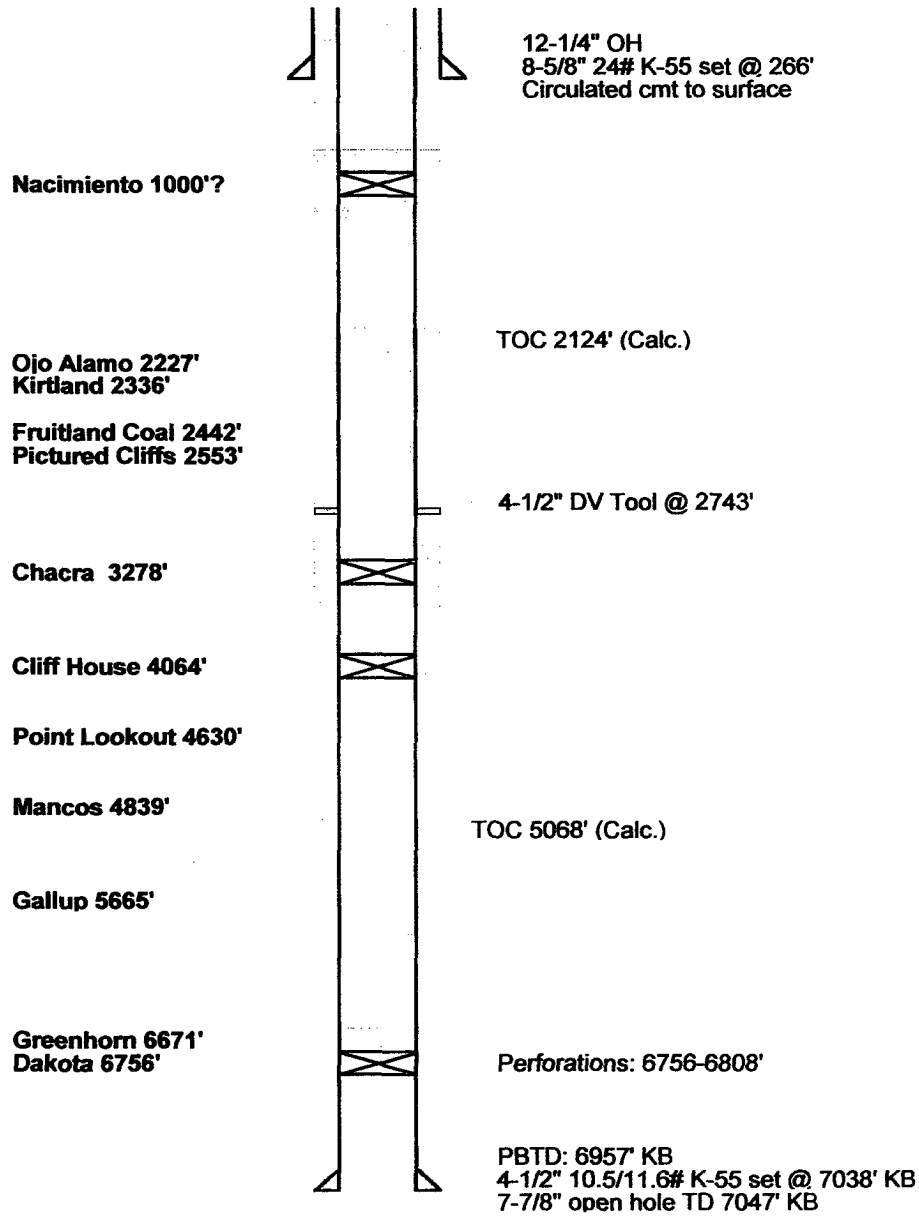 12-1/4" OH
8-5/8" 24# K-55 set @ 266'
Circulated cmt to surface
Nacimiento 1000'?
TOC 2124' (Calc.)
Ojo Alamo 2227'
Kirtland 2336'
Fruitland Coal 2442'
Pictured Cliffs 2553'
4-1/2" DV Tool @ 2743'
Chacra 3278'
Cliff House 4064'
Point Lookout 4630'
Mancos 4839'
TOC 5068' (Calc.)
Gallup 5665'
Greenhorn 6671'
Dakota 6756'
Perforations: 6756-6808'
PBTD: 6957' KB
4-1/2" 10.5/11.6# K-55 set @ 7038' KB
7-7/8" open hole TD 7047' KB